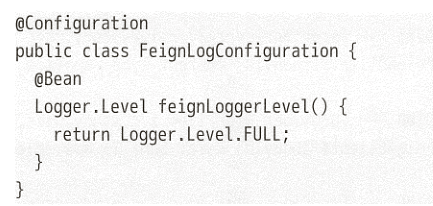 @Configuration
public class FeignLogConfiguration {
  @Bean
  Logger.Level feignLoggerLevel() {
    return Logger.Level.FULL;
  }
}